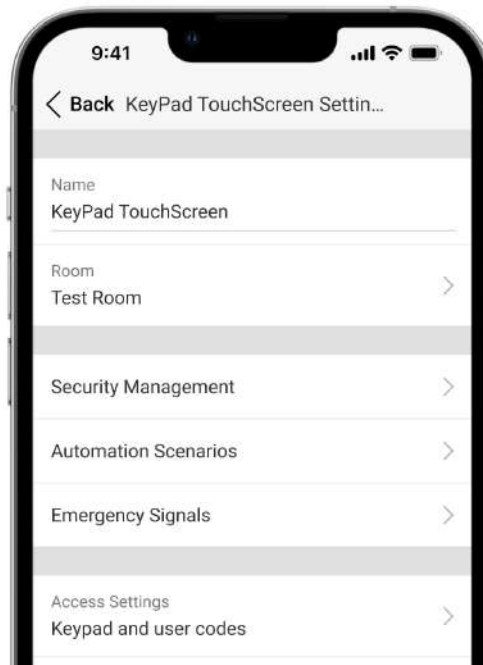 9:41
Back KeyPad TouchScreen Settin...
Name
KeyPad TouchScreen
Room
Test Room
Security Management
Automation Scenarios
Emergency Signals
Access Settings
Keypad and user codes